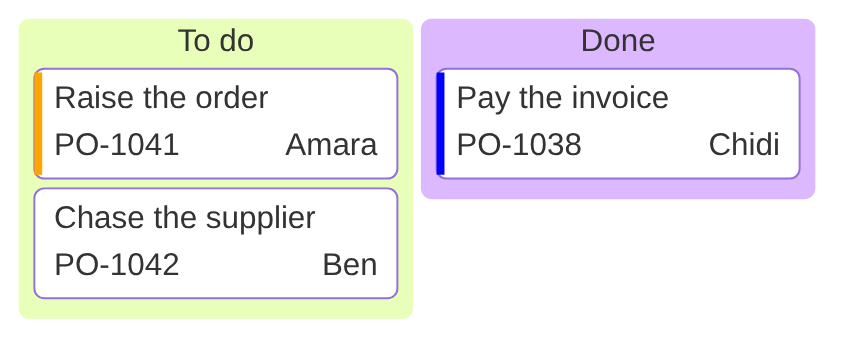 To do
Raise the order
PO-1041 Amara
Chase the supplier
PO-1042 Ben
Done
Pay the invoice
PO-1038 Chidi